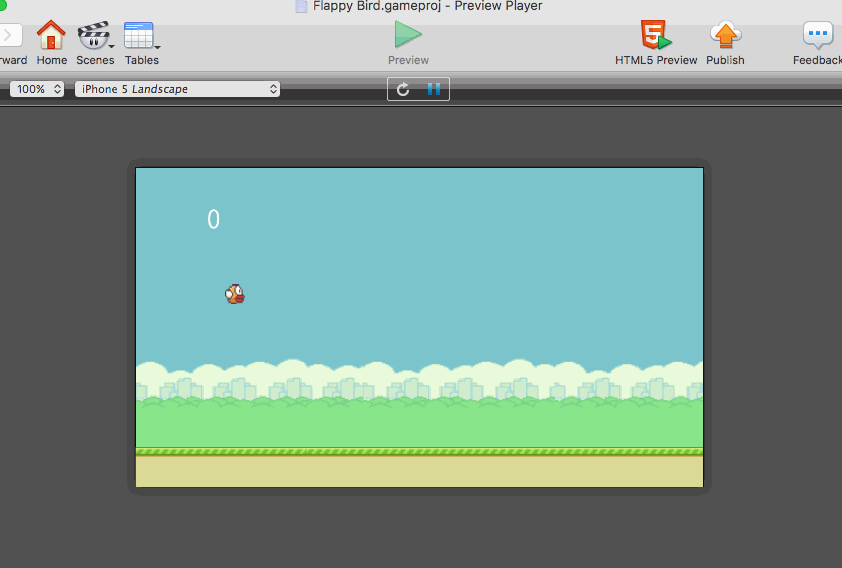 Flappy Bird.gameproj - Preview Player
rward Home Scenes Tables Preview HTML5 Preview Publish Feedback
100% iPhone 5 Landscape
0